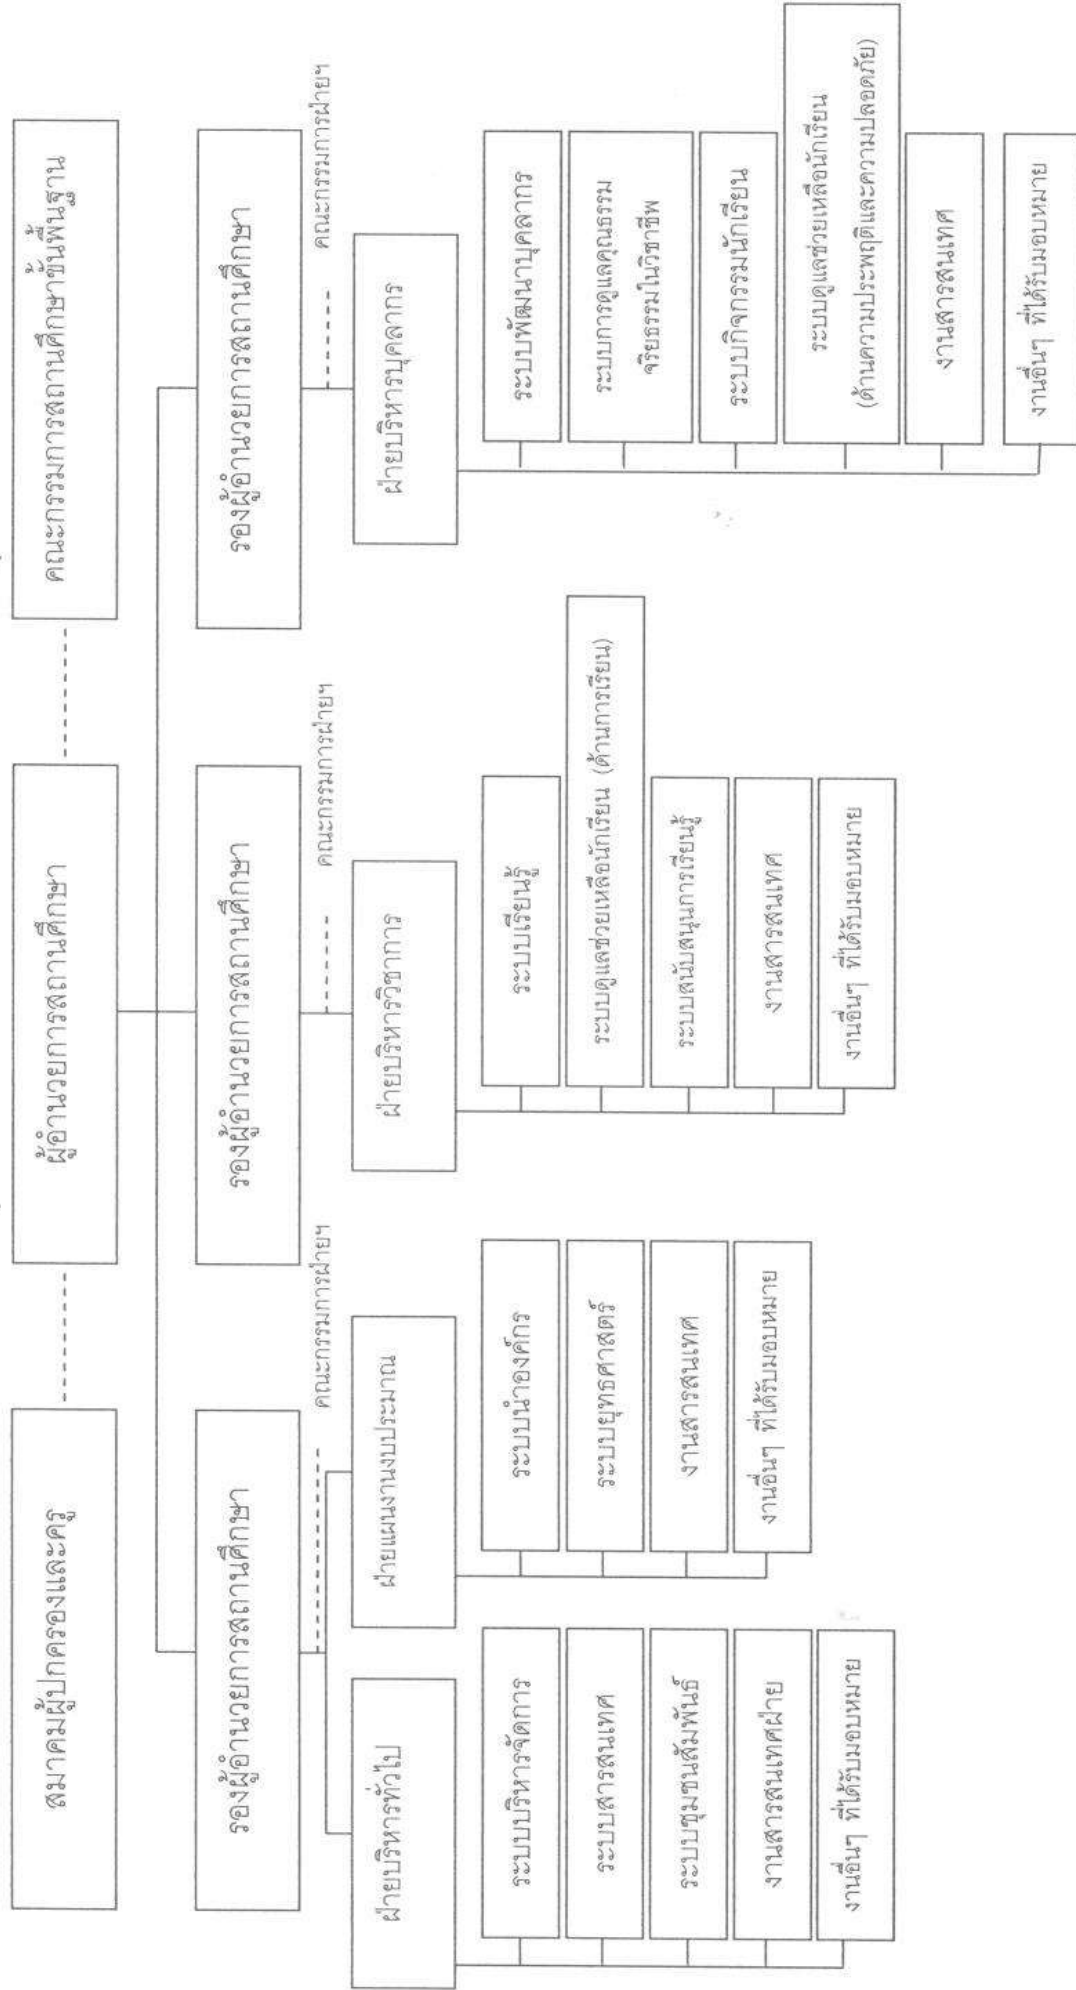 สมาคมผู้ปกครองและครู
ผู้อำนวยการสถานศึกษา
คณะกรรมการสถานศึกษาขั้นพื้นฐาน
รองผู้อำนวยการสถานศึกษา
รองผู้อำนวยการสถานศึกษา
รองผู้อำนวยการสถานศึกษา
คณะกรรมการฝ่ายฯ
คณะกรรมการฝ่ายฯ
คณะกรรมการฝ่ายฯ
ฝ่ายบริหารทั่วไป
ระบบบริหารจัดการ
ระบบสารสนเทศ
ระบบชุมชนสัมพันธ์
งานสารสนเทศฝ่าย
งานอื่นๆ ที่ได้รับมอบหมาย
ฝ่ายแผนงานงบประมาณ
ระบบนำองค์กร
ระบบยุทธศาสตร์
งานสารสนเทศ
งานอื่นๆ ที่ได้รับมอบหมาย
ฝ่ายบริหารวิชาการ
ระบบเรียนรู้
ระบบดูแลช่วยเหลือนักเรียน (ด้านการเรียน)
ระบบสนับสนุนการเรียนรู้
งานสารสนเทศ
งานอื่นๆ ที่ได้รับมอบหมาย
ฝ่ายบริหารบุคลากร
ระบบพัฒนาบุคลากร
ระบบการดูแลคุณธรรม
จริยธรรมในวิชาชีพ
ระบบกิจกรรมนักเรียน
ระบบดูแลช่วยเหลือนักเรียน
(ด้านความประพฤติและความปลอดภัย)
งานสารสนเทศ
งานอื่นๆ ที่ได้รับมอบหมาย